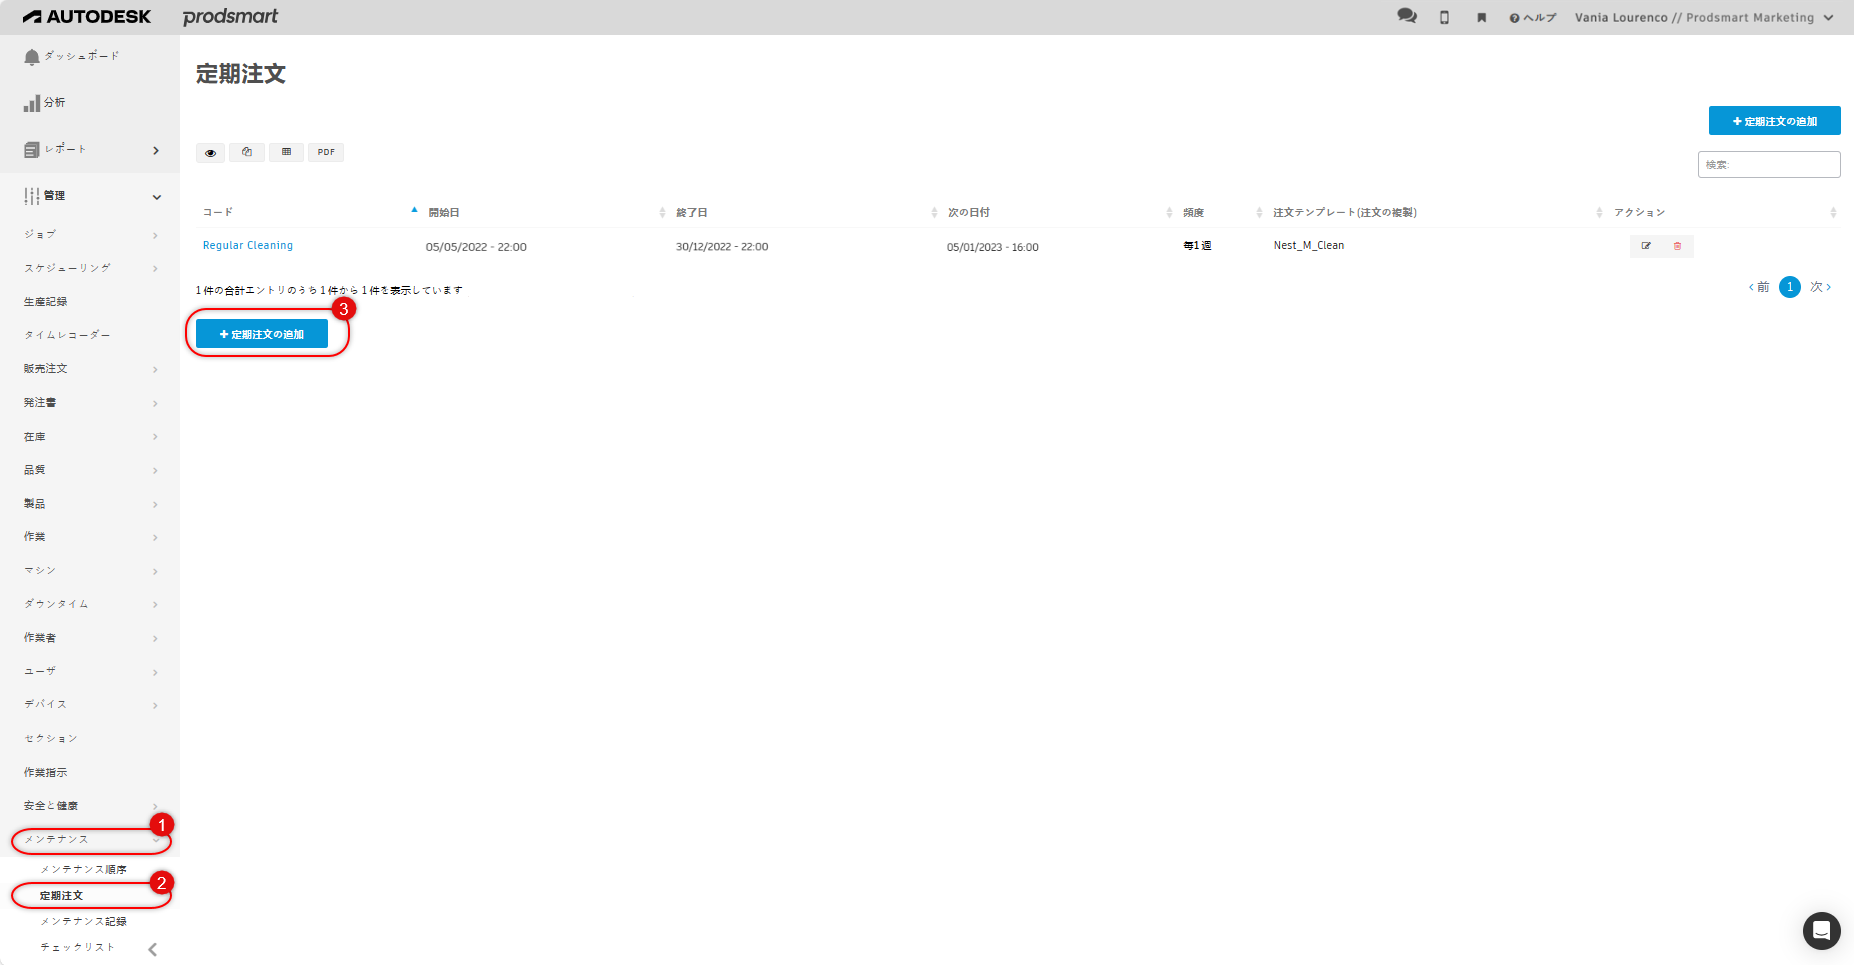 AUTODESK prodsmart
ヘルプ Vania Lourenco // Prodsmart Marketing
ダッシュボード
分析
レポート
管理
ジョブ
スケジューリング
生産記録
タイムレコーダー
販売注文
発注書
在庫
品質
製品
作業
マシン
ダウンタイム
作業者
ユーザ
デバイス
セクション
作業指示
安全と健康
1
メンテナンス
メンテナンス順序
2
定期注文
メンテナンス記録
チェックリスト
定期注文
+ 定期注文の追加
PDF
検索:
コード 開始日 終了日 次の日付 頻度 注文テンプレート(注文の複製) アクション
Regular Cleaning 05/05/2022 - 22:00 30/12/2022 - 22:00 05/01/2023 - 16:00 毎1週 Nest_M_Clean
1 件の合計エントリのうち 1 件から 1 件を表示しています
‹ 前 1 次 ›
3
+ 定期注文の追加